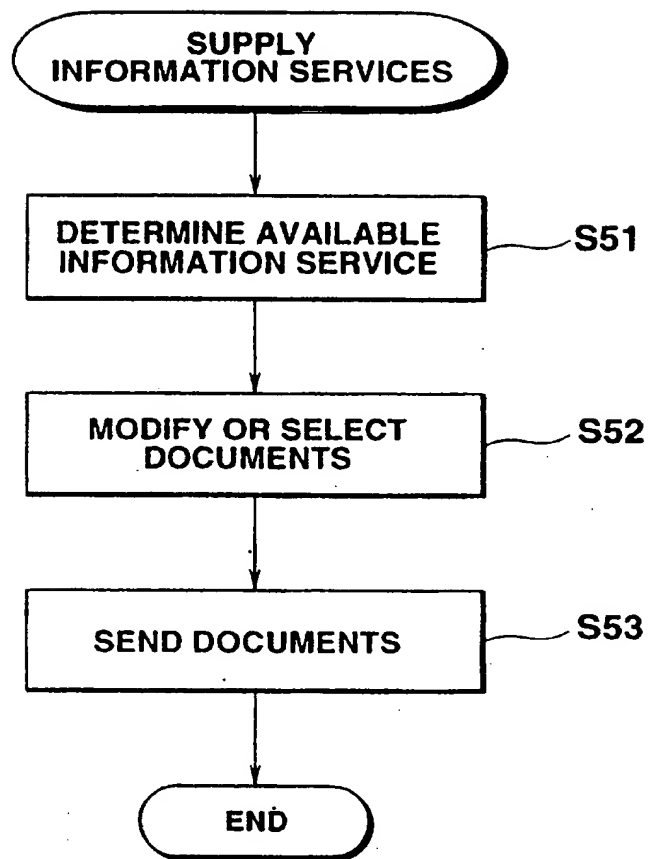 SUPPLY
INFORMATION SERVICES
DETERMINE AVAILABLE
INFORMATION SERVICE
S51
MODIFY OR SELECT
DOCUMENTS
S52
SEND DOCUMENTS
S53
END